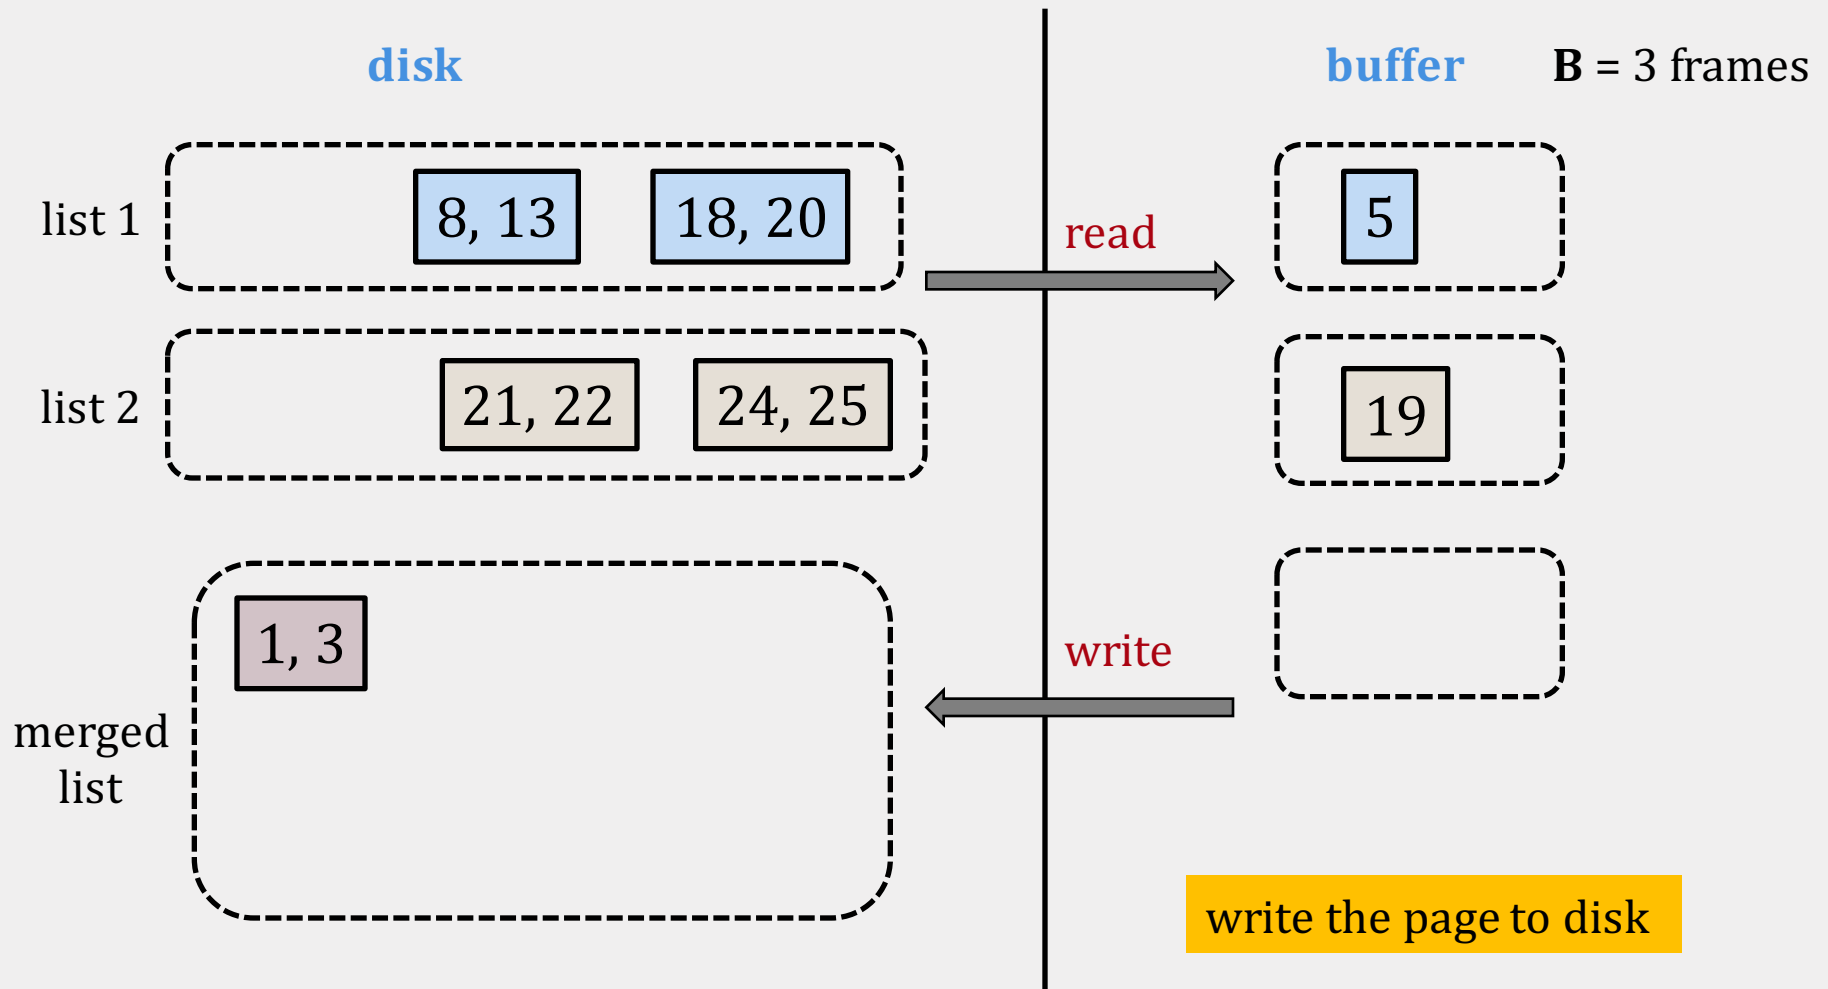 disk
buffer
B = 3 frames
list 1
8, 13
18, 20
read
5
list 2
21, 22
24, 25
19
merged
list
1, 3
write
write the page to disk